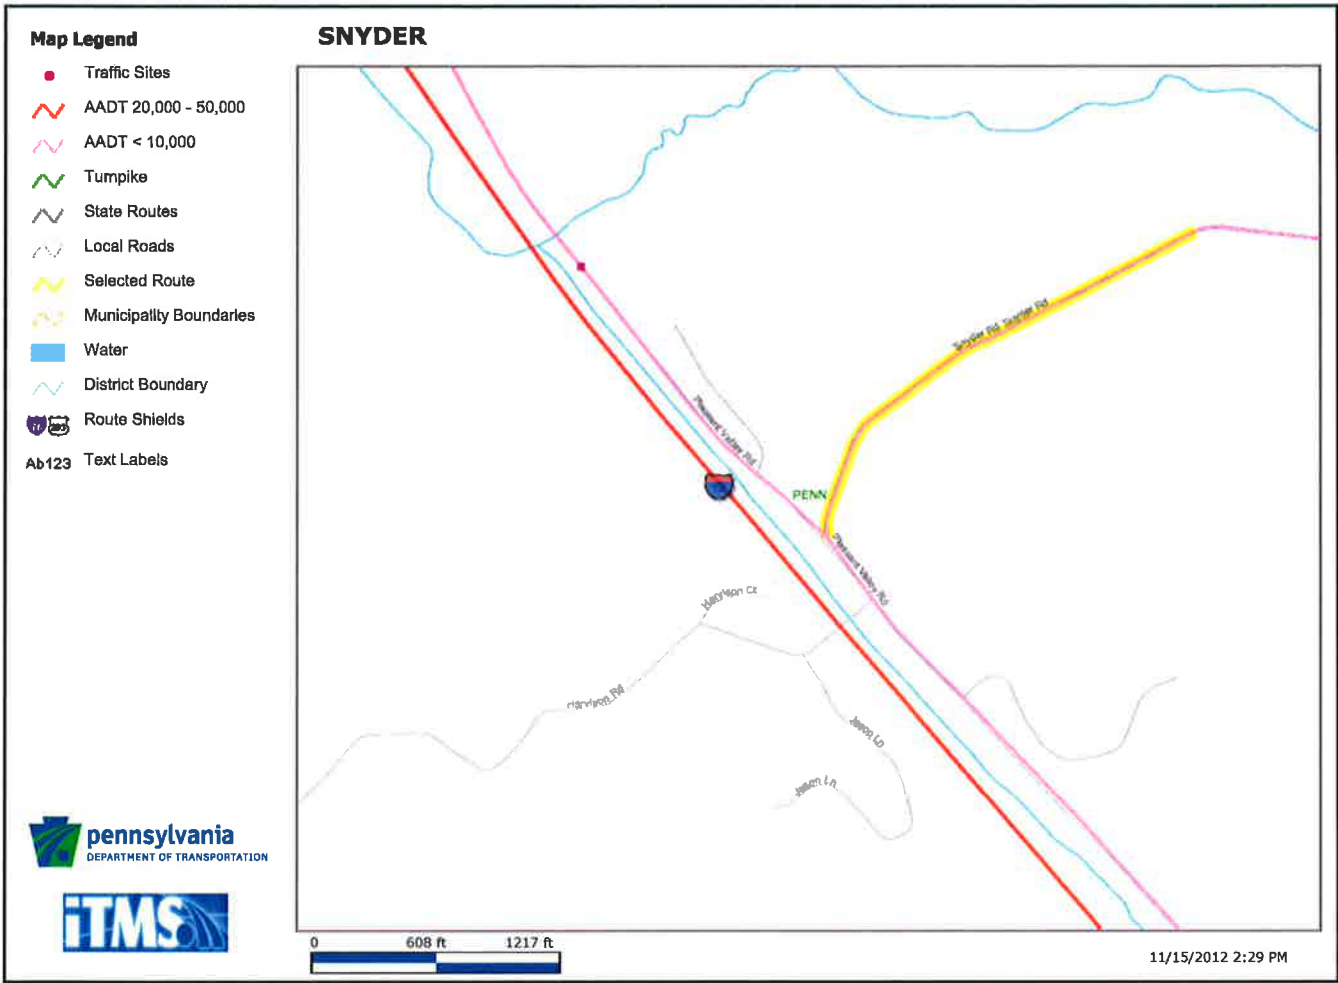 Map Legend
Traffic Sites
AADT 20,000 - 50,000
AADT < 10,000
Turnpike
State Routes
Local Roads
Selected Route
Municipality Boundaries
Water
District Boundary
Route Shields
Ab123 Text Labels
pennsylvania
DEPARTMENT OF TRANSPORTATION
iTMS
SNYDER
Snyder Rd
Pleasant Valley Rd
PENN
Pleasant Valley Rd
Harrison Ct
Harrison Rd
Jason Ln
Jason Ln
0 608 ft 1217 ft
11/15/2012 2:29 PM